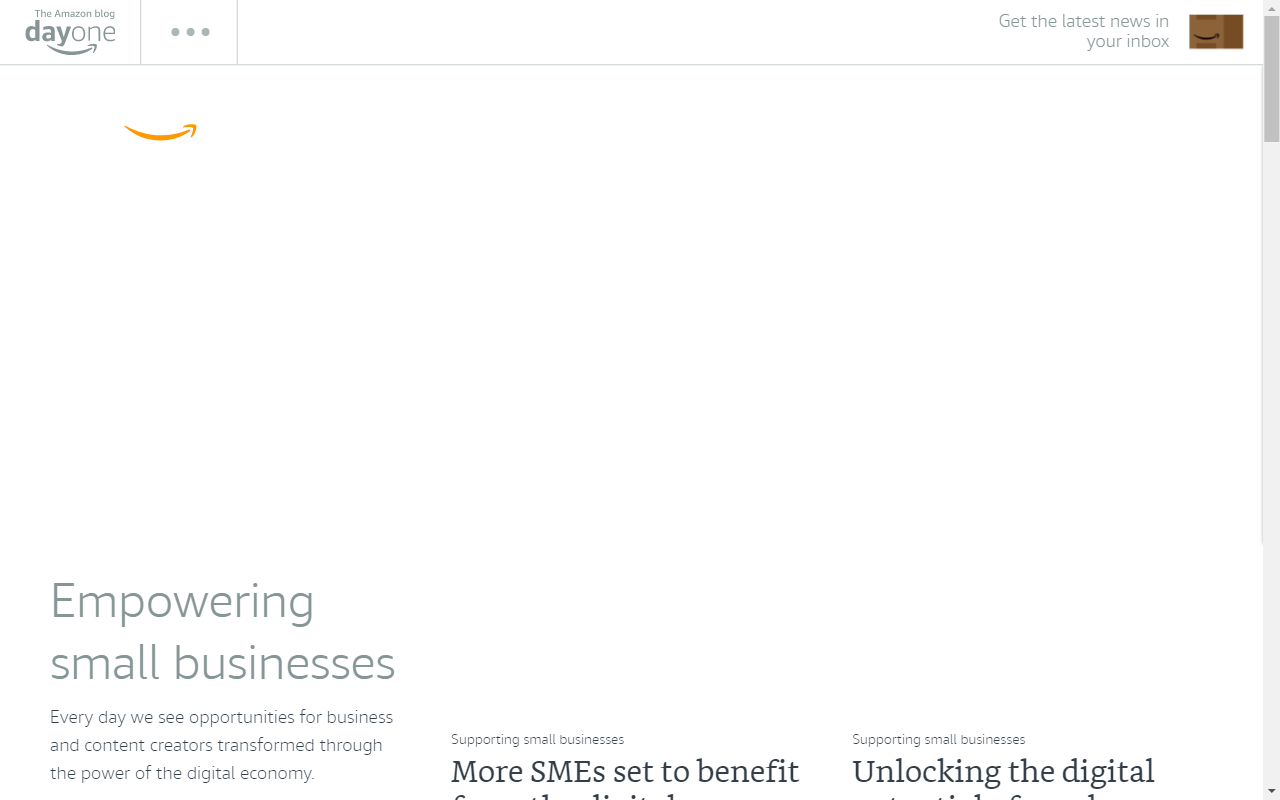 The Amazon blog
dayone
Get the latest news in
your inbox
Empowering
small businesses
Every day we see opportunities for business
and content creators transformed through
the power of the digital economy.
Supporting small businesses
More SMEs set to benefit
Supporting small businesses
Unlocking the digital